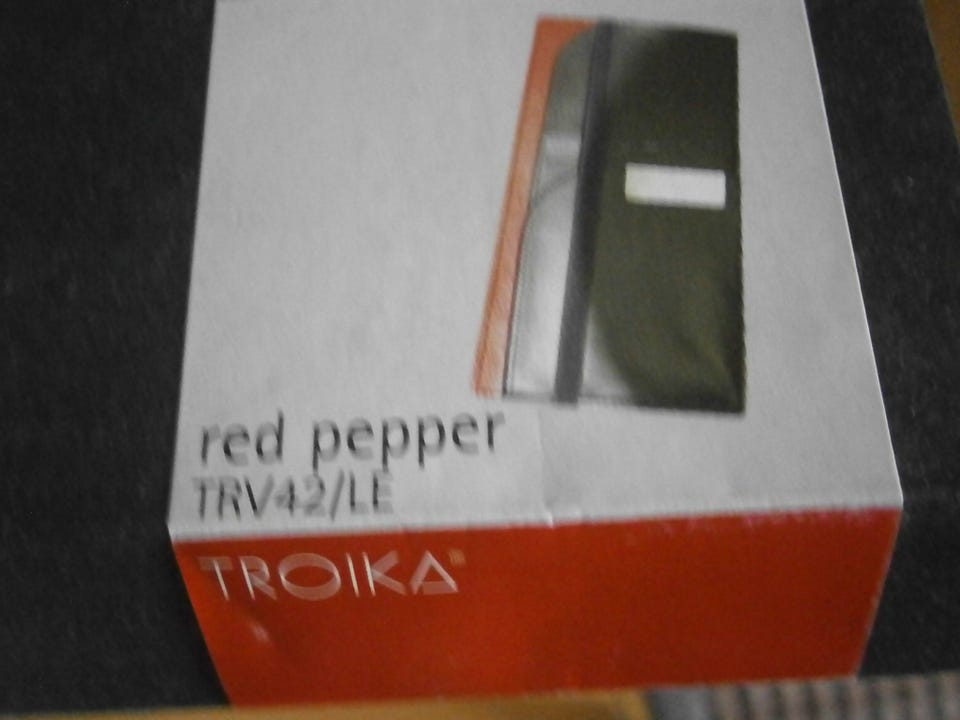 red pepper
TRV42/LE
TROIKA